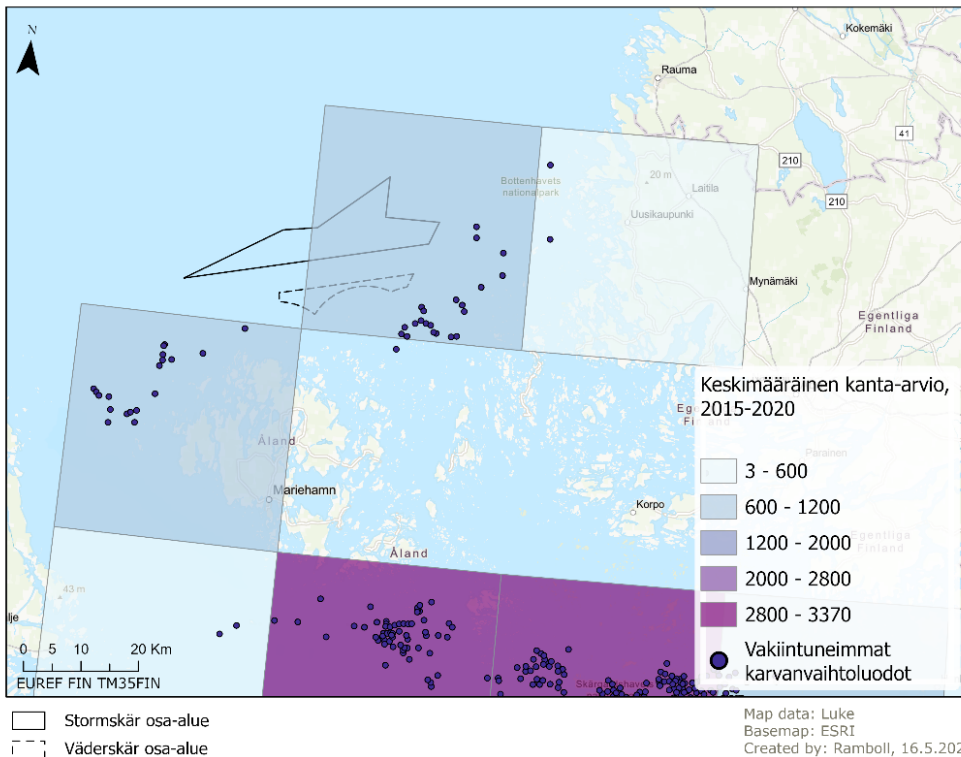 N
Kokemäki
Rauma
41
210
20 m
Bottenhavets
nationalpark
Laitila
210
Uusikaupunki
Mynämäki
Egentliga
Finland
Keskimääräinen kanta-arvio,
2015-2020
3 - 600
600 - 1200
1200 - 2000
2000 - 2800
2800 - 3370
Vakiintuneimmat
karvanvaihtoluodot
Parainen
Egentliga
Finland
Åland
Mariehamn
Korpo
Åland
43 m
0 5 10 20 Km
EUREF FIN TM35FIN
Stormskär osa-alue
Väderskär osa-alue
Map data: Luke
Basemap: ESRI
Created by: Ramboll, 16.5.202